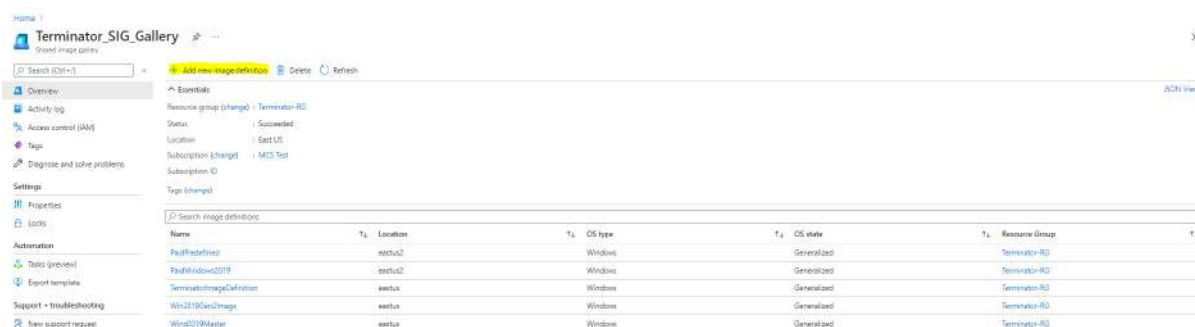 Home >
Terminator_SIG_Gallery
Shared image gallery
Search (Ctrl+/)
+ Add new image definition Delete Refresh
Overview
Activity log
Access control (IAM)
Tags
Diagnose and solve problems
Settings
Properties
Locks
Automation
Tasks (preview)
Export template
Support + troubleshooting
New support request
Essentials
JSON View
Resource group (change) : Terminator-RG
Status : Succeeded
Location : East US
Subscription (change) : MCS Test
Subscription ID
Tags (change)
Search image definitions
Name Location OS type OS state Resource Group
PaidPredefined eastus2 Windows Generalized Terminator-RG
PaidWindows2019 eastus2 Windows Generalized Terminator-RG
TerminatorImageDefinition eastus Windows Generalized Terminator-RG
Win2019Gen2Image eastus Windows Generalized Terminator-RG
Wind2019Master eastus Windows Generalized Terminator-RG